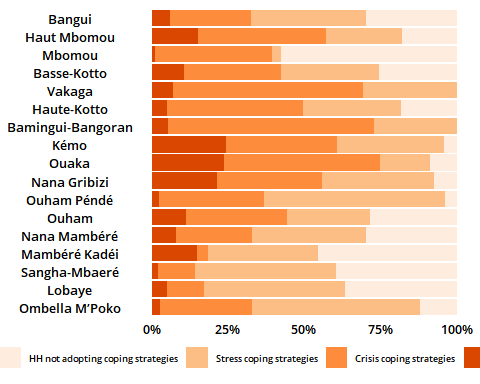 Bangui
Haut Mbomou
Mbomou
Basse-Kotto
Vakaga
Haute-Kotto
Bamingui-Bangoran
Kémo
Ouaka
Nana Gribizi
Ouham Péndé
Ouham
Nana Mambéré
Mambéré Kadéi
Sangha-Mbaeré
Lobaye
Ombella M’Poko
0% 25% 50% 75% 100%
HH not adopting coping strategies Stress coping strategies Crisis coping strategies